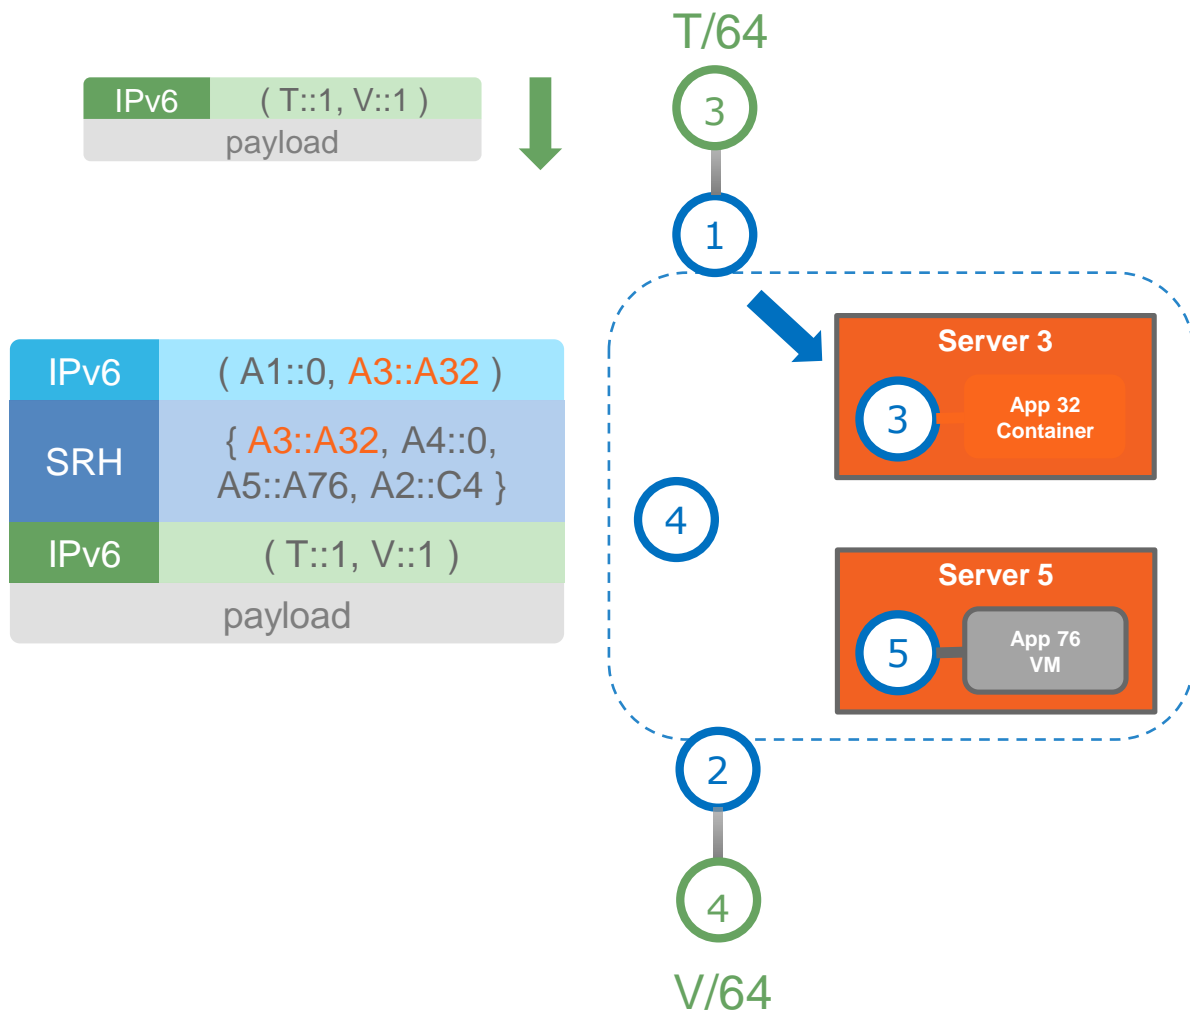 T/64
IPv6 ( T::1, V::1 )
payload
3
1
Server 3
3
App 32
Container
IPv6 ( A1::0, A3::A32 )
SRH
{ A3::A32, A4::0,
A5::A76, A2::C4 }
IPv6 ( T::1, V::1 )
payload
4
Server 5
5
App 76
VM
2
4
V/64